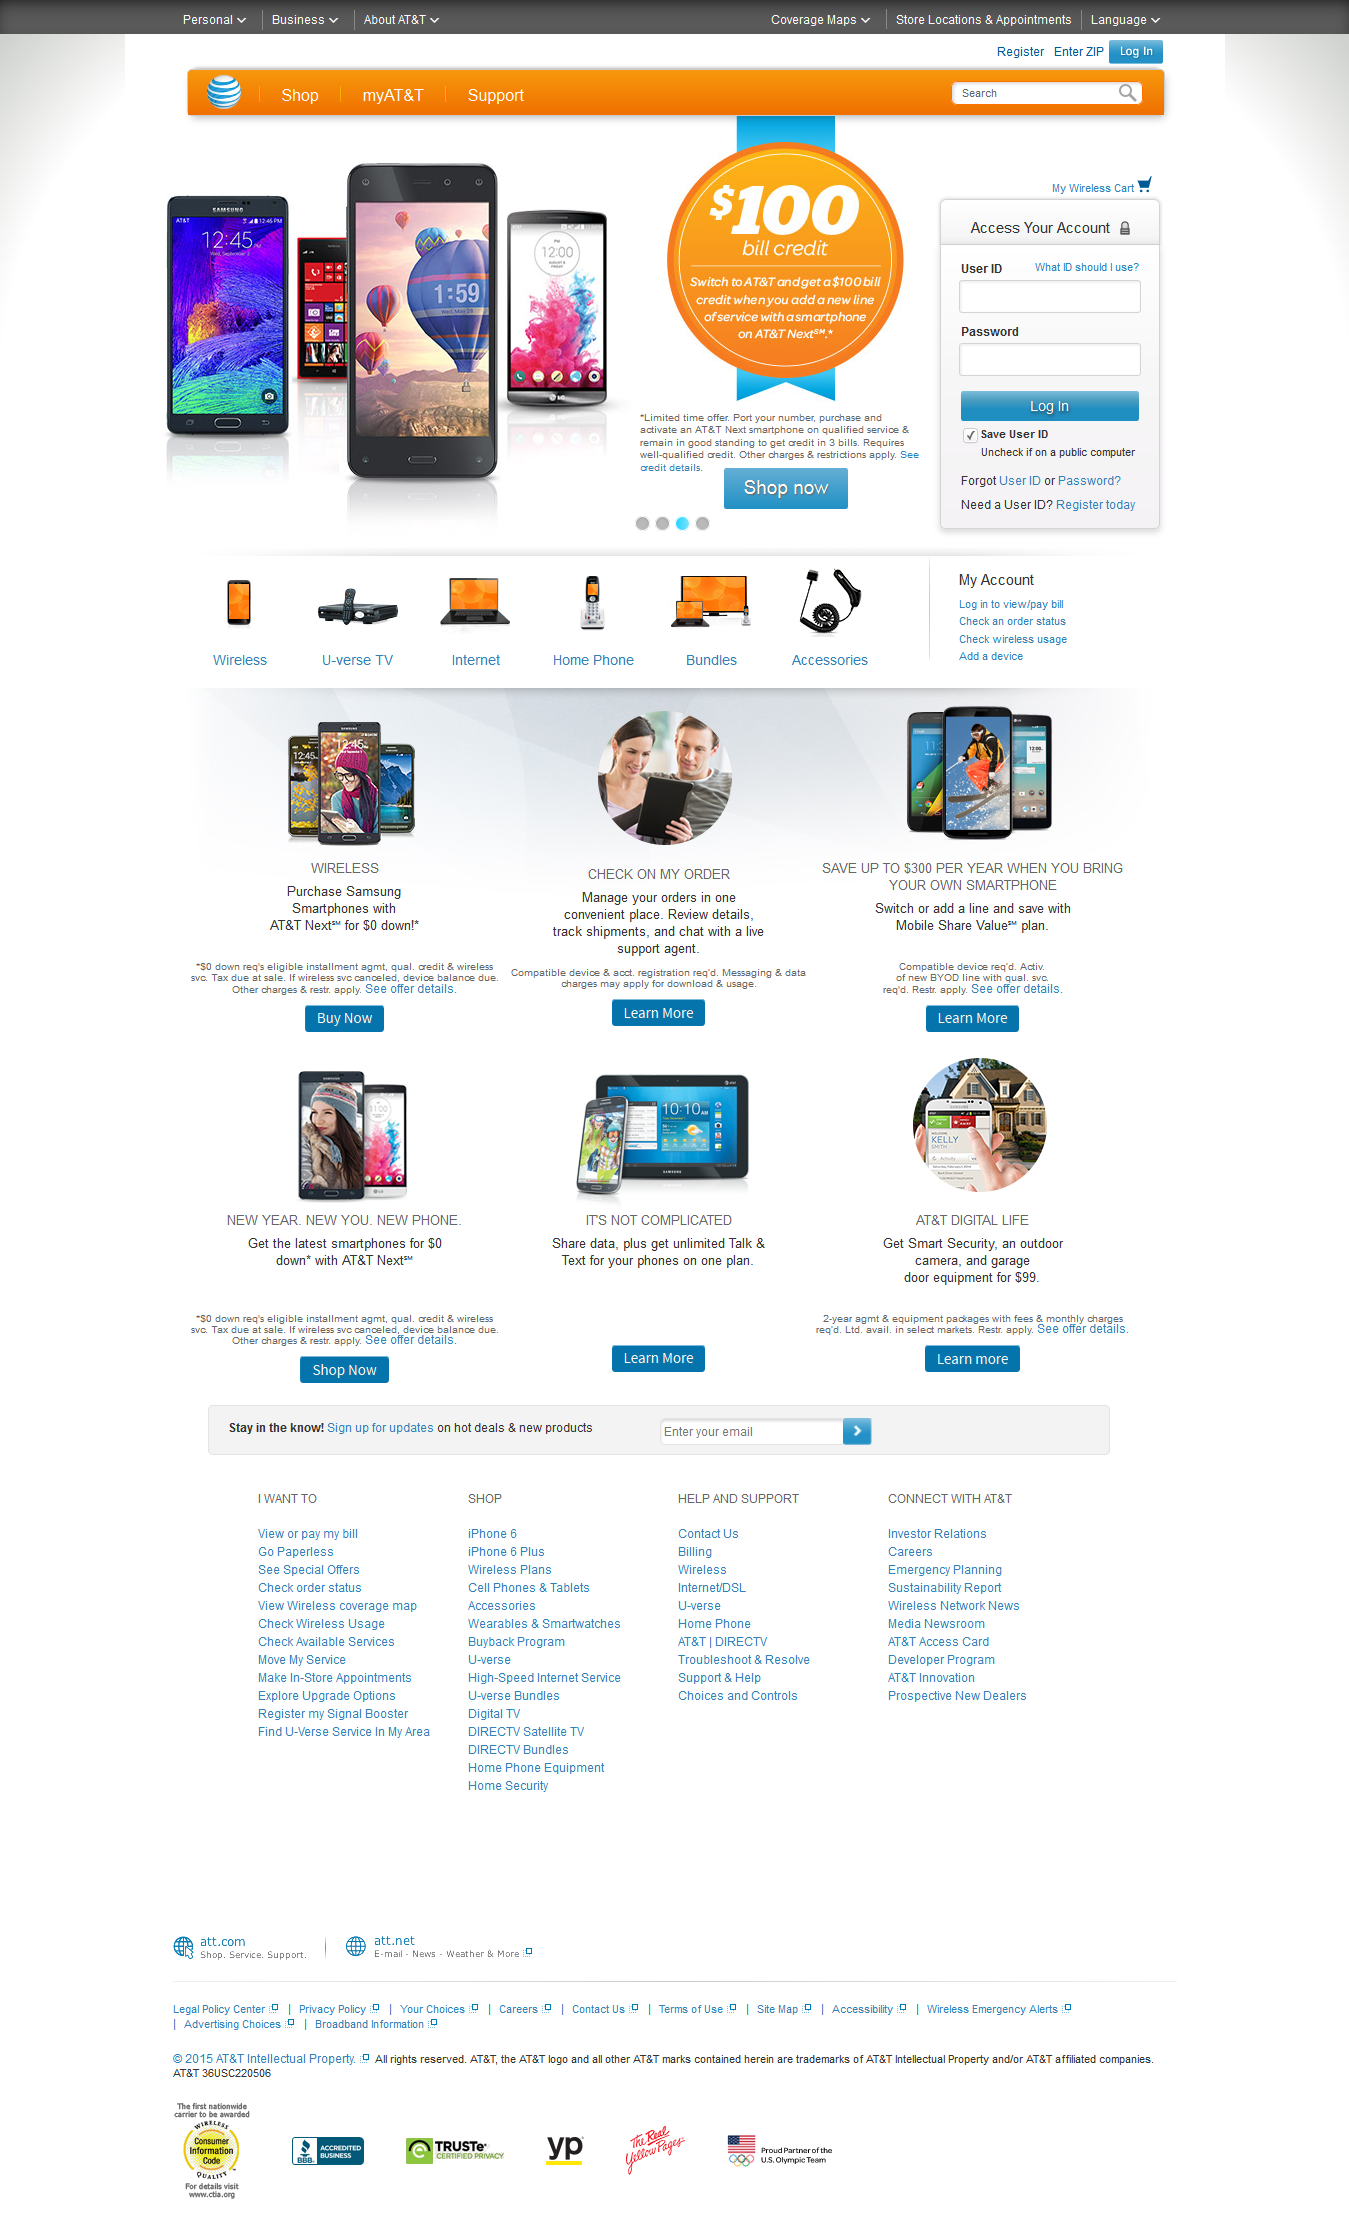 Personal
Business
About AT&T
Coverage Maps
Store Locations & Appointments
Language
Register
Enter ZIP
Log In
Shop
myAT&T
Support
Search
SAMSUNG
AT&T
12:45 PM
12:45
1:59
Wed, May 28
12:00
LG
$100
bill credit
Switch to AT&T and get a $100 bill
credit when you add a new line
of service with a smartphone
on AT&T Next℠.*
*Limited time offer. Port your number, purchase and
activate an AT&T Next smartphone on qualified service &
remain in good standing to get credit in 3 bills. Requires
well-qualified credit. Other charges & restrictions apply. See
credit details.
Shop now
My Wireless Cart
Access Your Account
User ID
What ID should I use?
Password
Log In
Save User ID
Uncheck if on a public computer
Forgot User ID or Password?
Need a User ID? Register today
Wireless
U-verse TV
Internet
Home Phone
Bundles
Accessories
My Account
Log in to view/pay bill
Check an order status
Check wireless usage
Add a device
12:45
12:45
WIRELESS
Purchase Samsung
Smartphones with
AT&T Next℠ for $0 down!*
*$0 down req's eligible installment agmt, qual. credit & wireless
svc. Tax due at sale. If wireless svc canceled, device balance due.
Other charges & restr. apply. See offer details.
Buy Now
CHECK ON MY ORDER
Manage your orders in one
convenient place. Review details,
track shipments, and chat with a live
support agent.
Compatible device & acct. registration req'd. Messaging & data
charges may apply for download & usage.
Learn More
SAVE UP TO $300 PER YEAR WHEN YOU BRING
YOUR OWN SMARTPHONE
Switch or add a line and save with
Mobile Share Value℠ plan.
Compatible device req'd. Activ.
of new BYOD line with qual. svc.
req'd. Restr. apply. See offer details.
Learn More
NEW YEAR. NEW YOU. NEW PHONE.
Get the latest smartphones for $0
down* with AT&T Next℠
*$0 down req's eligible installment agmt, qual. credit & wireless
svc. Tax due at sale. If wireless svc canceled, device balance due.
Other charges & restr. apply. See offer details.
Shop Now
10:10 AM
SAMSUNG
IT'S NOT COMPLICATED
Share data, plus get unlimited Talk &
Text for your phones on one plan.
Learn More
KELLY
SMITH
Activity
AT&T DIGITAL LIFE
Get Smart Security, an outdoor
camera, and garage
door equipment for $99.
2-year agmt & equipment packages with fees & monthly charges
req'd. Ltd. avail. in select markets. Restr. apply. See offer details.
Learn more
Stay in the know! Sign up for updates on hot deals & new products
Enter your email
I WANT TO
View or pay my bill
Go Paperless
See Special Offers
Check order status
View Wireless coverage map
Check Wireless Usage
Check Available Services
Move My Service
Make In-Store Appointments
Explore Upgrade Options
Register my Signal Booster
Find U-Verse Service In My Area
SHOP
iPhone 6
iPhone 6 Plus
Wireless Plans
Cell Phones & Tablets
Accessories
Wearables & Smartwatches
Buyback Program
U-verse
High-Speed Internet Service
U-verse Bundles
Digital TV
DIRECTV Satellite TV
DIRECTV Bundles
Home Phone Equipment
Home Security
HELP AND SUPPORT
Contact Us
Billing
Wireless
Internet/DSL
U-verse
Home Phone
AT&T | DIRECTV
Troubleshoot & Resolve
Support & Help
Choices and Controls
CONNECT WITH AT&T
Investor Relations
Careers
Emergency Planning
Sustainability Report
Wireless Network News
Media Newsroom
AT&T Access Card
Developer Program
AT&T Innovation
Prospective New Dealers
att.com
Shop. Service. Support.
att.net
E-mail - News - Weather & More
Legal Policy Center | Privacy Policy | Your Choices | Careers | Contact Us | Terms of Use | Site Map | Accessibility | Wireless Emergency Alerts
| Advertising Choices | Broadband Information
© 2015 AT&T Intellectual Property. All rights reserved. AT&T, the AT&T logo and all other AT&T marks contained herein are trademarks of AT&T Intellectual Property and/or AT&T affiliated companies.
AT&T 36USC220506
The first nationwide
carrier to be awarded
WIRELESS
Consumer
Information
Code
QUALITY
For details visit
www.ctia.org
BBB.
ACCREDITED
BUSINESS
TRUSTe
CERTIFIED PRIVACY
yp
The Real
Yellow Pages
Proud Partner of the
U.S. Olympic Team